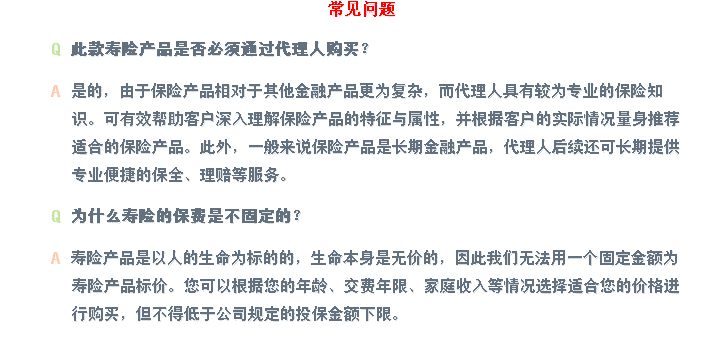 常见问题
Q 此款寿险产品是否必须通过代理人购买？
A 是的，由于保险产品相对于其他金融产品更为复杂，而代理人具有较为专业的保险知
识。可有效帮助客户深入理解保险产品的特征与属性，并根据客户的实际情况量身推荐
适合的保险产品。此外，一般来说保险产品是长期金融产品，代理人后续还可长期提供
专业便捷的保全、理赔等服务。
Q 为什么寿险的保费是不固定的？
A 寿险产品是以人的生命为标的的，生命本身是无价的，因此我们无法用一个固定金额为
寿险产品标价。您可以根据您的年龄、交费年限、家庭收入等情况选择适合您的价格进
行购买，但不得低于公司规定的投保金额下限。